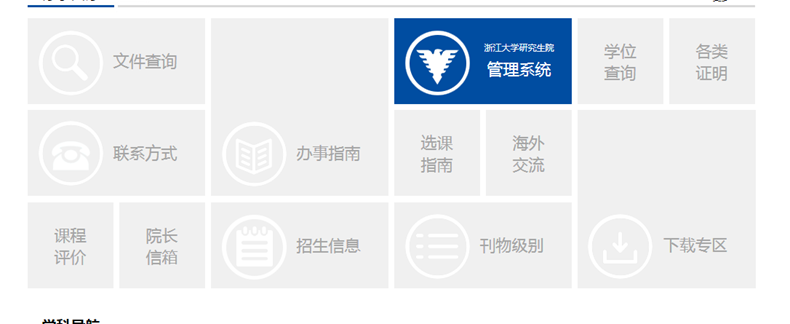 文件查询
浙江大学研究生院
管理系统
学位
查询
各类
证明
联系方式
办事指南
选课
指南
海外
交流
课程
评价
院长
信箱
招生信息
刊物级别
下载专区